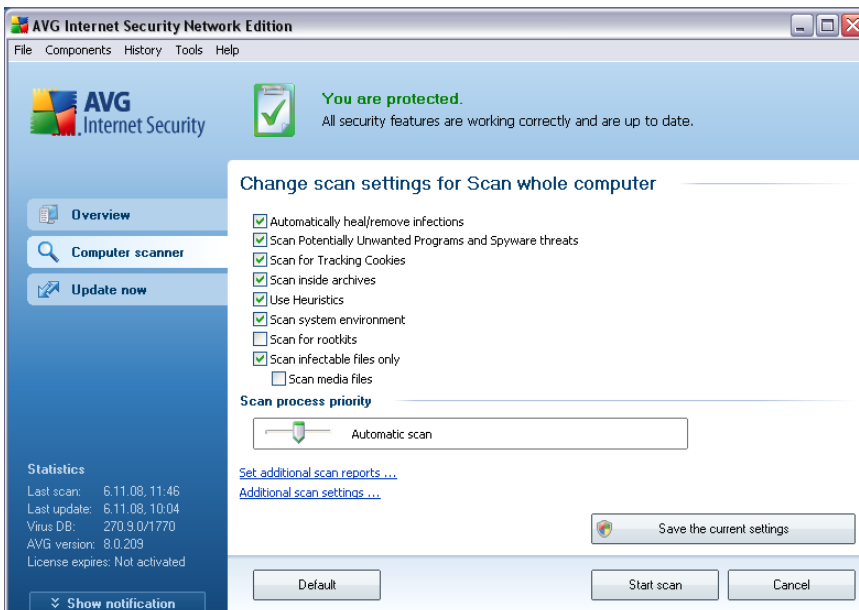 AVG Internet Security Network Edition
File Components History Tools Help
AVG
Internet Security
You are protected.
All security features are working correctly and are up to date.
Overview
Computer scanner
Update now
Change scan settings for Scan whole computer
Automatically heal/remove infections
Scan Potentially Unwanted Programs and Spyware threats
Scan for Tracking Cookies
Scan inside archives
Use Heuristics
Scan system environment
Scan for rootkits
Scan infectable files only
Scan media files
Scan process priority
Automatic scan
Set additional scan reports ...
Additional scan settings ...
Save the current settings
Statistics
Last scan: 6.11.08, 11:46
Last update: 6.11.08, 10:04
Virus DB: 270.9.0/1770
AVG version: 8.0.209
License expires: Not activated
Show notification
Default
Start scan
Cancel